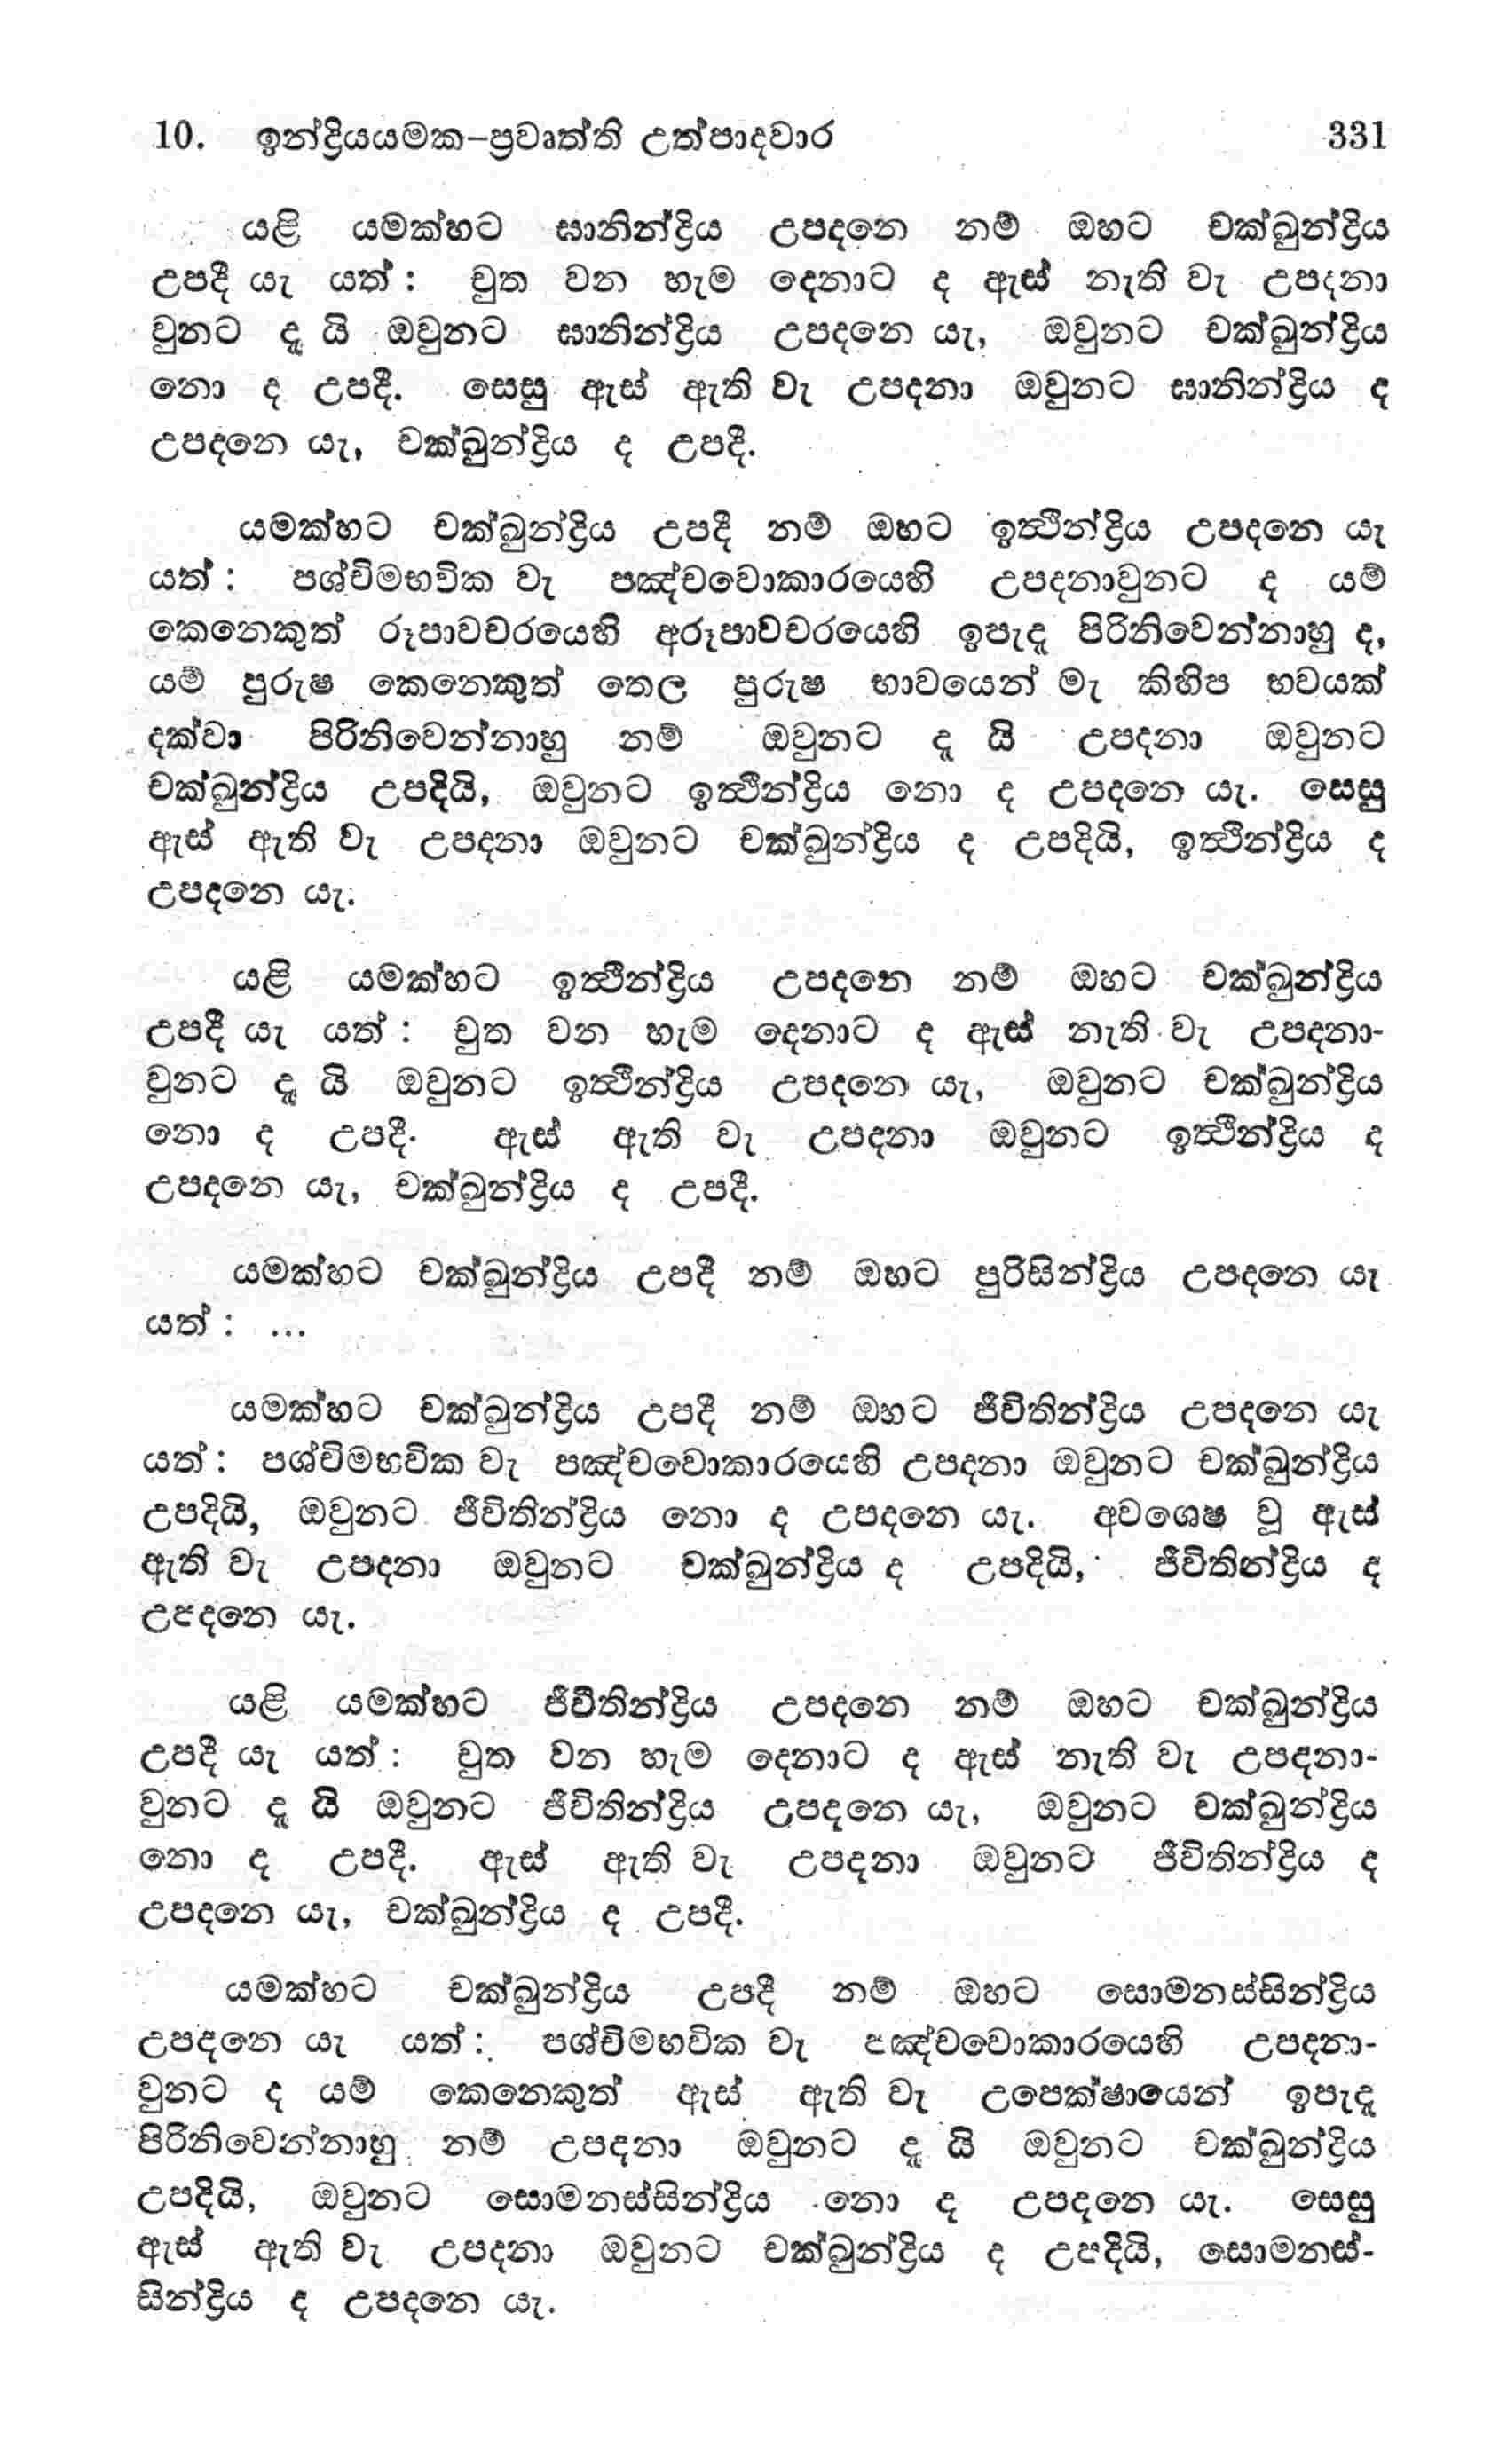 10. ඉන්ද්‍රියයමක–ප්‍රවෘත්ති උත්පාදවාර 331
යළි යමක්හට ඝානින්ද්‍රිය උපදනෙ නම් ඔහට චක්ඛුන්ද්‍රිය
උපදී යැ යත් : චුත වන හැම දෙනාට ද ඇස් නැති වැ උපදනා
වුනට දැ යි ඔවුනට ඝානින්ද්‍රිය උපදනෙ යැ, ඔවුනට චක්ඛුන්ද්‍රිය
නො ද උපදී. සෙසු ඇස් ඇති වැ උපදනා ඔවුනට ඝානින්ද්‍රිය ද
උපදනෙ යැ, චක්ඛුන්ද්‍රිය ද උපදී.
යමක්හට චක්ඛුන්ද්‍රිය උපදී නම් ඔහට ඉත්‍ථින්ද්‍රිය උපදනෙ යැ
යත් : පශ්චිමභවික වැ පඤ්චවොකාරයෙහි උපදනාවුනට ද යම්
කෙනෙකුන් රූපාවචරයෙහි අරූපාවචරයෙහි ඉපැදැ පිරිනිවෙන්නාහු ද,
යම් පුරුෂ කෙනෙකුන් තෙල පුරුෂ භාවයෙන් මැ කිහිප භවයක්
දක්වා පිරිනිවෙන්නාහු නම් ඔවුනට දැ යි උපදනා ඔවුනට
චක්ඛුන්ද්‍රිය උපදියි, ඔවුනට ඉත්‍ථින්ද්‍රිය නො ද උපදනෙ යැ. සෙසු
ඇස් ඇති වැ උපදනා ඔවුනට චක්ඛුන්ද්‍රිය ද උපදියි, ඉත්‍ථින්ද්‍රිය ද
උපදනෙ යැ.
යළි යමක්හට ඉත්‍ථින්ද්‍රිය උපදනෙ නම් ඔහට චක්ඛුන්ද්‍රිය
උපදී යැ යත් : චුත වන හැම දෙනාට ද ඇස් නැති වැ උපදනා-
වුනට දැ යි ඔවුනට ඉත්‍ථින්ද්‍රිය උපදනෙ යැ, ඔවුනට චක්ඛුන්ද්‍රිය
නො ද උපදී. ඇස් ඇති වැ උපදනා ඔවුනට ඉත්‍ථින්ද්‍රිය ද
උපදනෙ යැ, චක්ඛුන්ද්‍රිය ද උපදී.
යමක්හට චක්ඛුන්ද්‍රිය උපදී නම් ඔහට පුරිසින්ද්‍රිය උපදනෙ යැ
යත් : ...
යමක්හට චක්ඛුන්ද්‍රිය උපදී නම් ඔහට ජීවිතින්ද්‍රිය උපදනෙ යැ
යත් : පශ්චිමභවික වැ පඤ්චවොකාරයෙහි උපදනා ඔවුනට චක්ඛුන්ද්‍රිය
උපදියි, ඔවුනට ජීවිතින්ද්‍රිය නො ද උපදනෙ යැ. අවශෙෂ වූ ඇස්
ඇති වැ උපදනා ඔවුනට චක්ඛුන්ද්‍රිය ද උපදියි, ජීවිතින්ද්‍රිය ද
උපදනෙ යැ.
යළි යමක්හට ජීවිතින්ද්‍රිය උපදනෙ නම් ඔහට චක්ඛුන්ද්‍රිය
උපදී යැ යත් : චුත වන හැම දෙනාට ද ඇස් නැති වැ උපදනා-
වුනට දැ යි ඔවුනට ජීවිතින්ද්‍රිය උපදනෙ යැ, ඔවුනට චක්ඛුන්ද්‍රිය
නො ද උපදී. ඇස් ඇති වැ උපදනා ඔවුනට ජීවිතින්ද්‍රිය ද
උපදනෙ යැ, චක්ඛුන්ද්‍රිය ද උපදී.
යමක්හට චක්ඛුන්ද්‍රිය උපදී නම් ඔහට සොමනස්සින්ද්‍රිය
උපදනෙ යැ යත් : පශ්චිමභවික වැ පඤ්චවොකාරයෙහි උපදනා-
වුනට ද යම් කෙනෙකුන් ඇස් ඇති වැ උපෙක්ෂායෙන් ඉපැදැ
පිරිනිවෙන්නාහු නම් උපදනා ඔවුනට දැ යි ඔවුනට චක්ඛුන්ද්‍රිය
උපදියි, ඔවුනට සොමනස්සින්ද්‍රිය නො ද උපදනෙ යැ. සෙසු
ඇස් ඇති වැ උපදනා ඔවුනට චක්ඛුන්ද්‍රිය ද උපදියි, සොමනස්-
සින්ද්‍රිය ද උපදනෙ යැ.